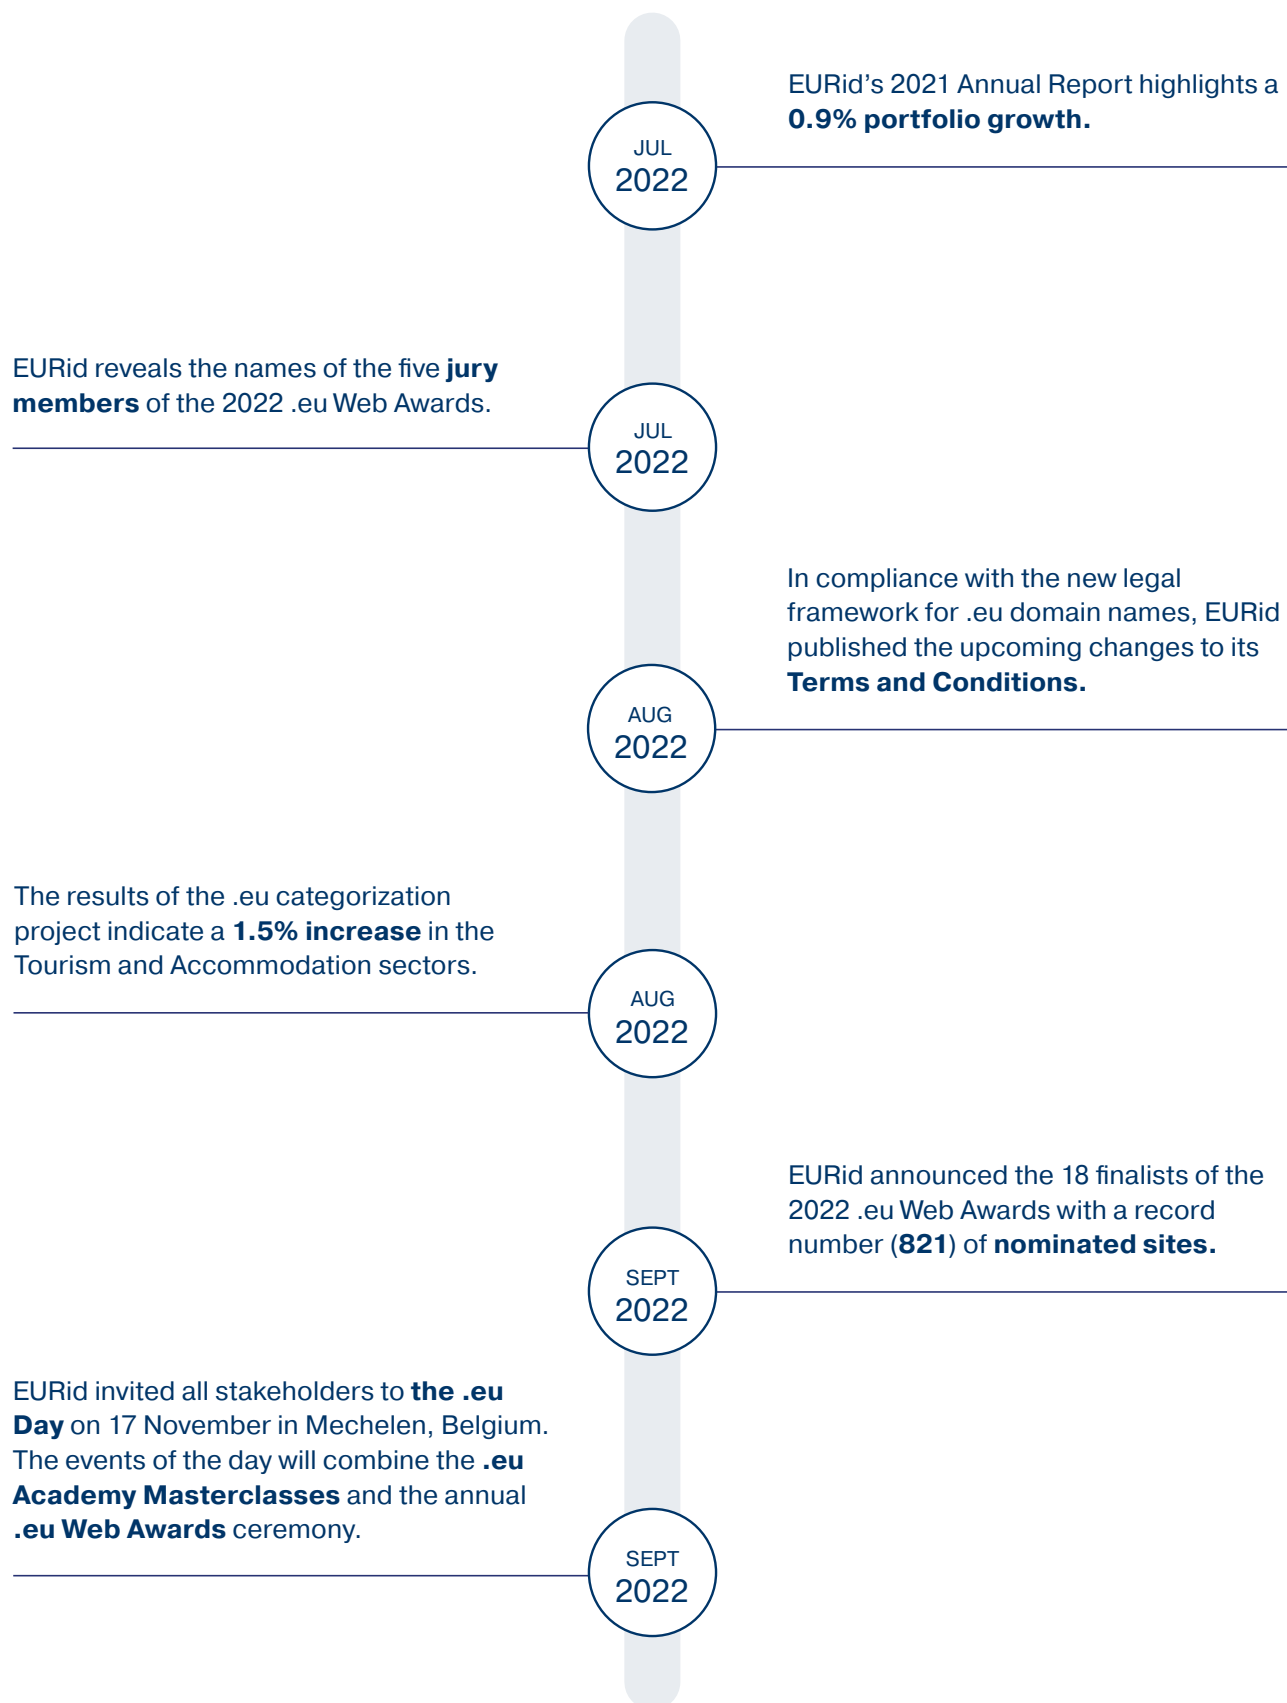 EURid’s 2021 Annual Report highlights a
0.9% portfolio growth.
JUL
2022
EURid reveals the names of the five jury
members of the 2022 .eu Web Awards.
JUL
2022
In compliance with the new legal
framework for .eu domain names, EURid
published the upcoming changes to its
Terms and Conditions.
AUG
2022
The results of the .eu categorization
project indicate a 1.5% increase in the
Tourism and Accommodation sectors.
AUG
2022
EURid announced the 18 finalists of the
2022 .eu Web Awards with a record
number (821) of nominated sites.
SEPT
2022
EURid invited all stakeholders to the .eu
Day on 17 November in Mechelen, Belgium.
The events of the day will combine the .eu
Academy Masterclasses and the annual
.eu Web Awards ceremony.
SEPT
2022